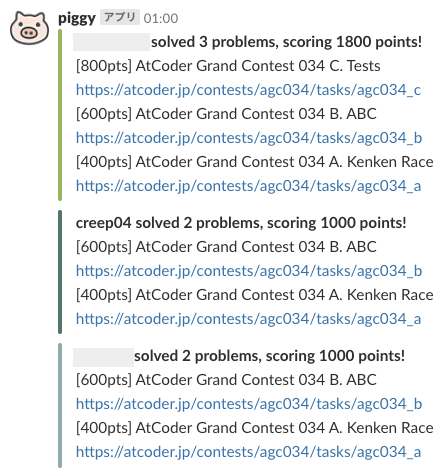 piggy アプリ 01:00
solved 3 problems, scoring 1800 points!
[800pts] AtCoder Grand Contest 034 C. Tests
https://atcoder.jp/contests/agc034/tasks/agc034_c
[600pts] AtCoder Grand Contest 034 B. ABC
https://atcoder.jp/contests/agc034/tasks/agc034_b
[400pts] AtCoder Grand Contest 034 A. Kenken Race
https://atcoder.jp/contests/agc034/tasks/agc034_a
creep04 solved 2 problems, scoring 1000 points!
[600pts] AtCoder Grand Contest 034 B. ABC
https://atcoder.jp/contests/agc034/tasks/agc034_b
[400pts] AtCoder Grand Contest 034 A. Kenken Race
https://atcoder.jp/contests/agc034/tasks/agc034_a
solved 2 problems, scoring 1000 points!
[600pts] AtCoder Grand Contest 034 B. ABC
https://atcoder.jp/contests/agc034/tasks/agc034_b
[400pts] AtCoder Grand Contest 034 A. Kenken Race
https://atcoder.jp/contests/agc034/tasks/agc034_a